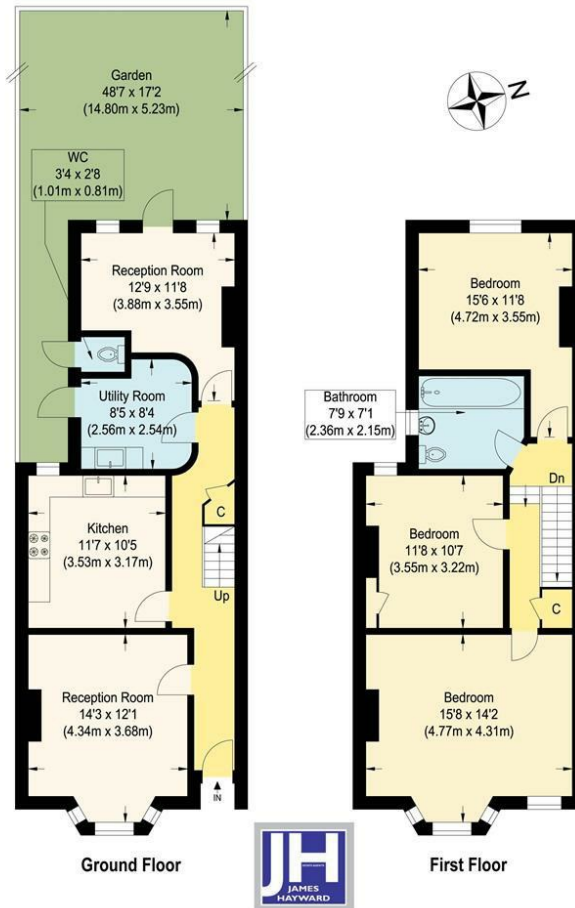 Garden
48'7 x 17'2
(14.80m x 5.23m)
N
WC
3'4 x 2'8
(1.01m x 0.81m)
Reception Room
12'9 x 11'8
(3.88m x 3.55m)
Utility Room
8'5 x 8'4
(2.56m x 2.54m)
C
Kitchen
11'7 x 10'5
(3.53m x 3.17m)
Up
Reception Room
14'3 x 12'1
(4.34m x 3.68m)
IN
Ground Floor
Bedroom
15'6 x 11'8
(4.72m x 3.55m)
Bathroom
7'9 x 7'1
(2.36m x 2.15m)
Dn
Bedroom
11'8 x 10'7
(3.55m x 3.22m)
C
Bedroom
15'8 x 14'2
(4.77m x 4.31m)
First Floor
JH
JAMES
HAYWARD